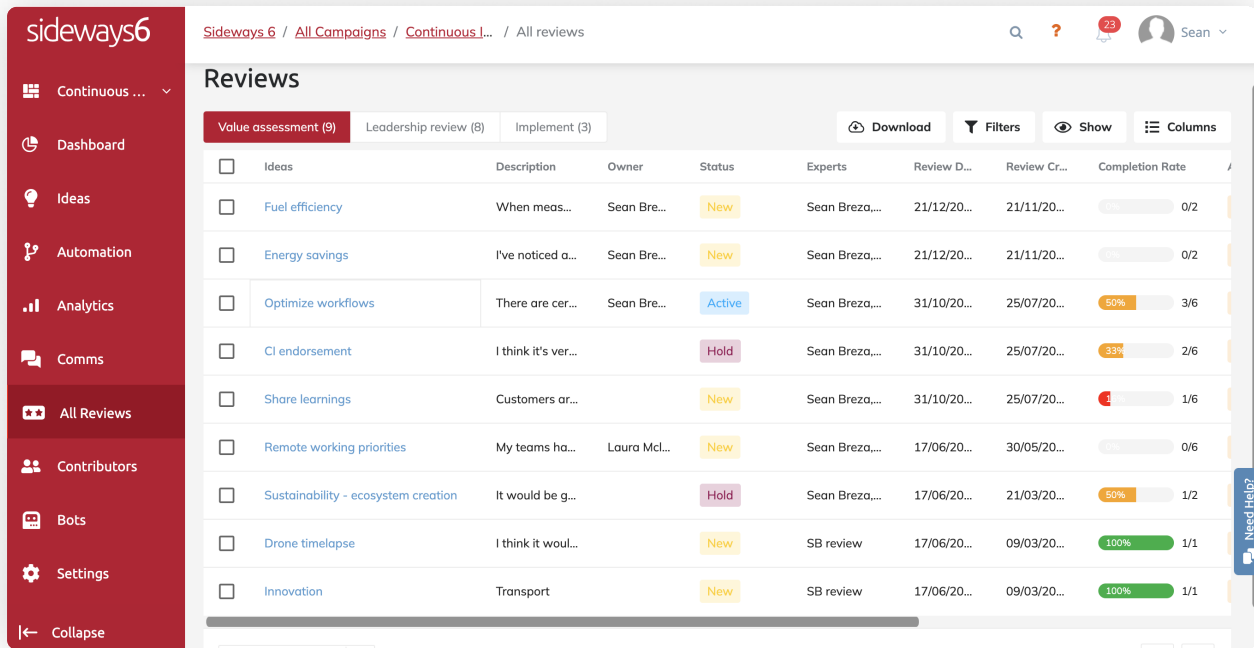 sideways6
Sideways 6 / All Campaigns / Continuous I... / All reviews
23
Sean
Continuous ...
Dashboard
Ideas
Automation
Analytics
Comms
All Reviews
Contributors
Bots
Settings
Collapse
Reviews
Value assessment (9) Leadership review (8) Implement (3)
Download Filters Show Columns
Ideas Description Owner Status Experts Review D... Review Cr... Completion Rate
Fuel efficiency When meas... Sean Bre... New Sean Breza,... 21/12/20... 21/11/20... 0% 0/2
Energy savings I've noticed a... Sean Bre... New Sean Breza,... 21/12/20... 21/11/20... 0% 0/2
Optimize workflows There are cer... Sean Bre... Active Sean Breza,... 31/10/20... 25/07/20... 50% 3/6
CI endorsement I think it's ver... Hold Sean Breza,... 31/10/20... 25/07/20... 33% 2/6
Share learnings Customers ar... New Sean Breza,... 31/10/20... 25/07/20... 1/6
Remote working priorities My teams ha... Laura Mcl... New Sean Breza,... 17/06/20... 30/05/20... 0% 0/6
Sustainability - ecosystem creation It would be g... Hold Sean Breza,... 17/06/20... 21/03/20... 50% 1/2
Drone timelapse I think it woul... New SB review 17/06/20... 09/03/20... 100% 1/1
Innovation Transport New SB review 17/06/20... 09/03/20... 100% 1/1
Need Help?